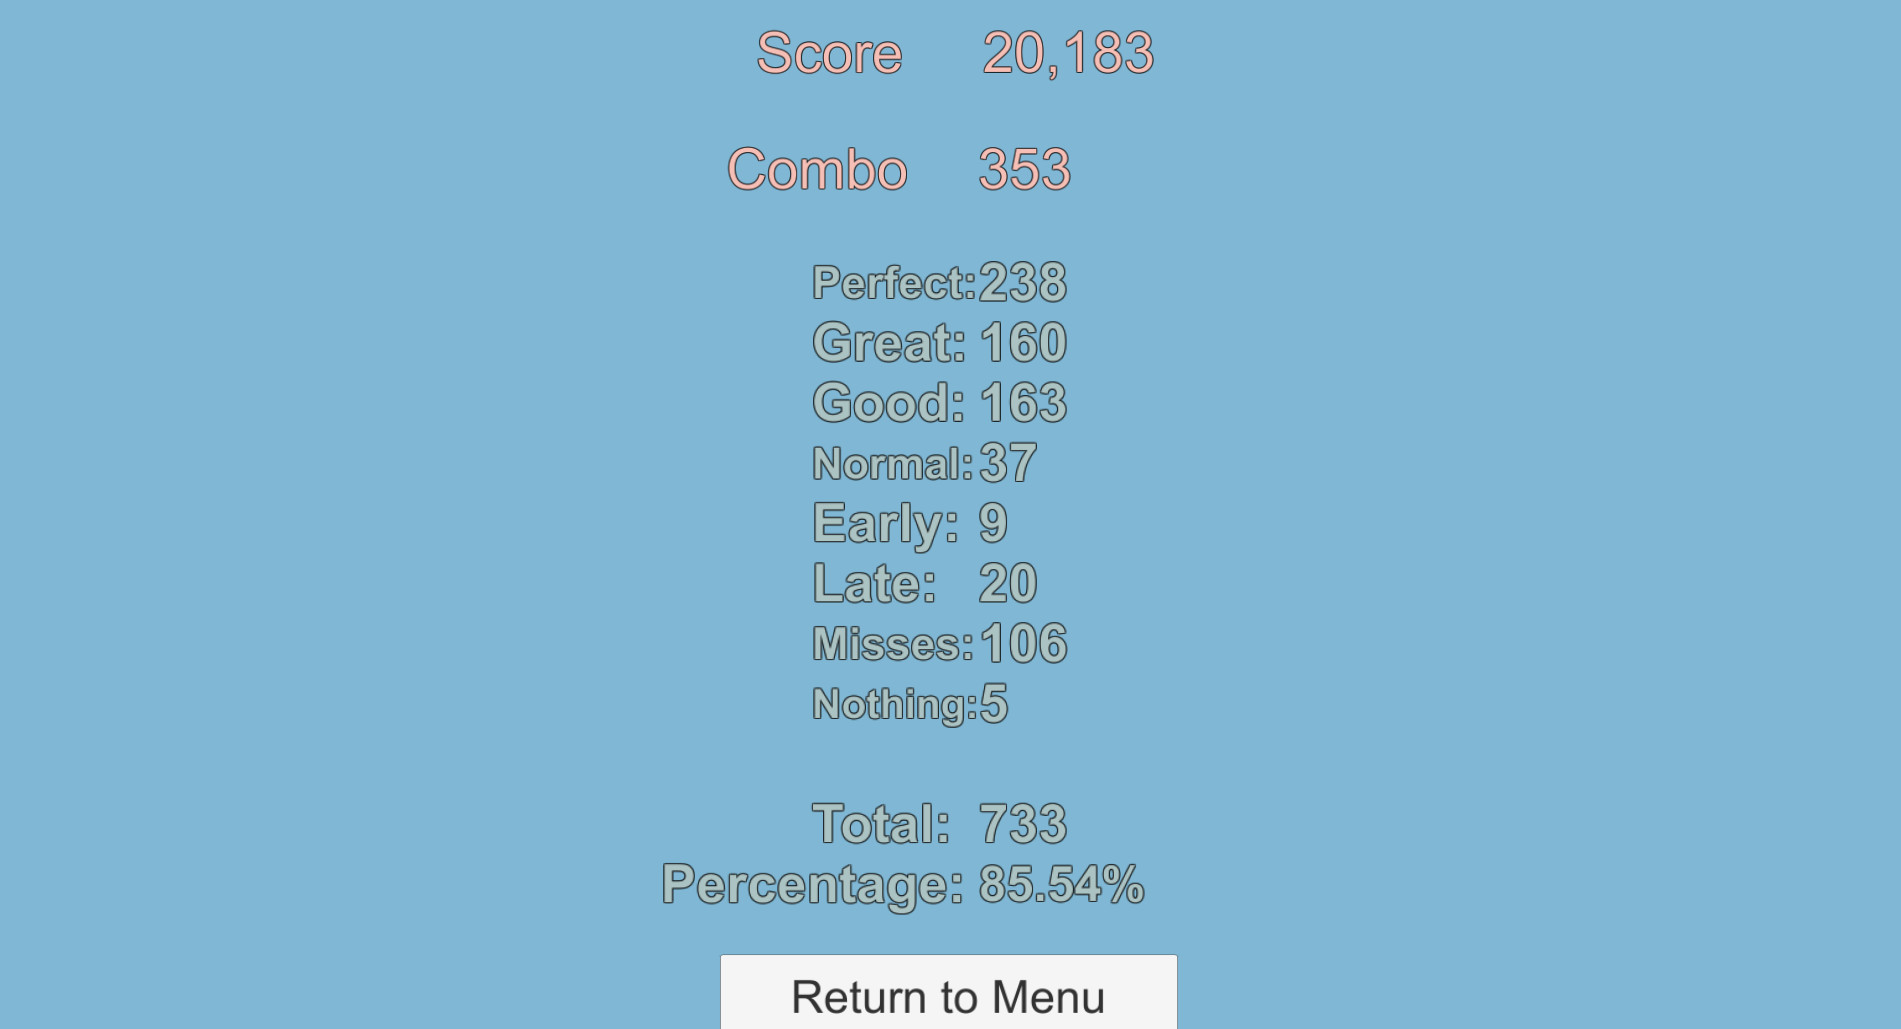 Score 20,183
Combo 353
Perfect: 238
Great: 160
Good: 163
Normal: 37
Early: 9
Late: 20
Misses: 106
Nothing: 5
Total: 733
Percentage: 85.54%
Return to Menu